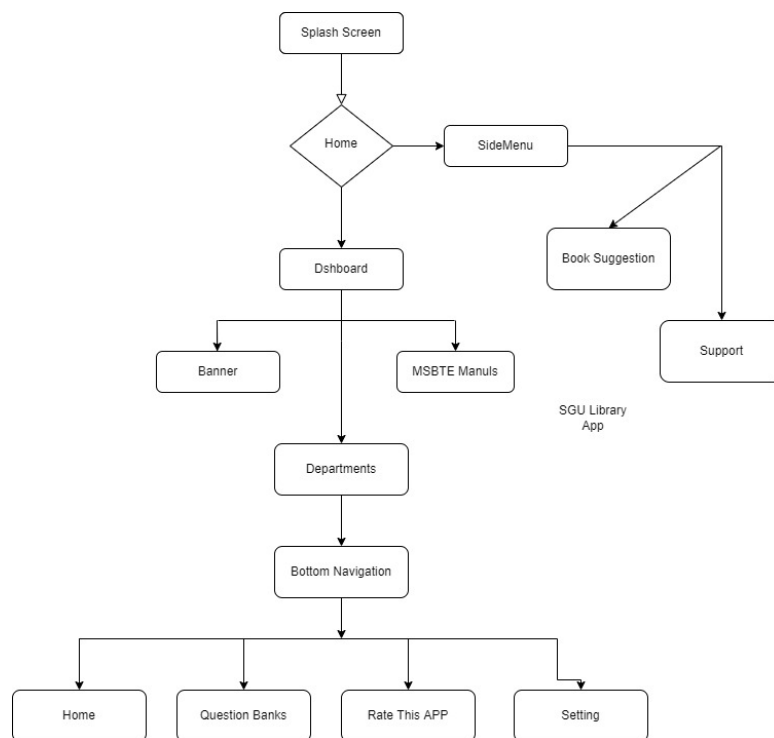 Splash Screen
Home
SideMenu
Book Suggestion
Dshboard
Support
Banner
MSBTE Manuls
SGU Library
App
Departments
Bottom Navigation
Home
Question Banks
Rate This APP
Setting